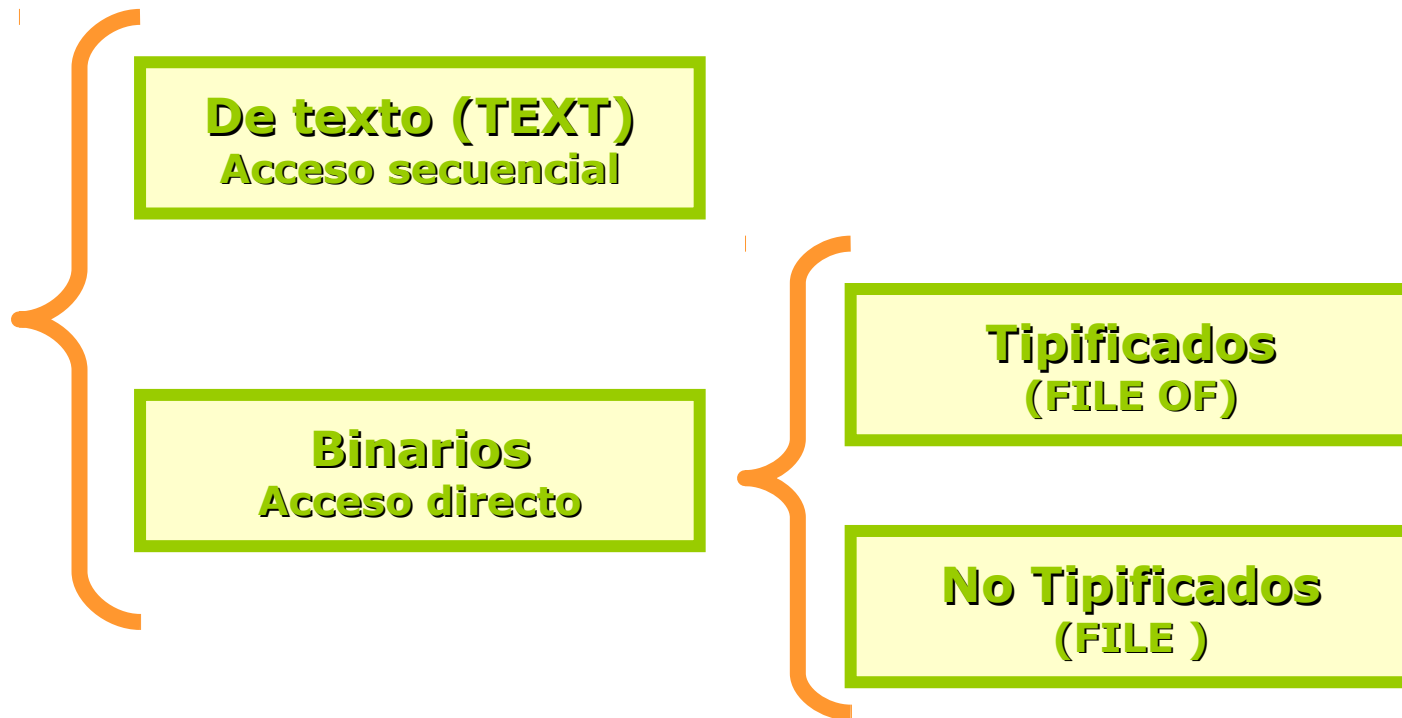 De texto (TEXT)
Acceso secuencial
Binarios
Acceso directo
Tipificados
(FILE OF)
No Tipificados
(FILE )